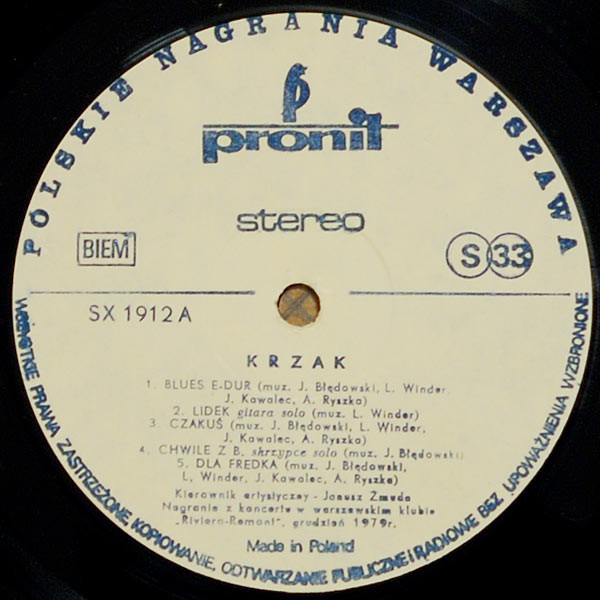 POLSKIE NAGRANIA WARSZAWA
pronit
stereo
BIEM
S 33
SX 1912 A
KRZAK
1. BLUES E-DUR (muz. J. Błędowski, L. Winder,
J. Kawalec, A. Ryszka)
2. LIDEK gitara solo (muz. L. Winder)
3. CZAKUŚ (muz. J. Błędowski, L. Winder,
J. Kawalec, A. Ryszka)
4. CHWILE Z B. skrzypce solo (muz. J. Błędowski)
5. DLA FREDKA (muz. J. Błędowski,
L. Winder, J. Kawalec, A. Ryszka)
Kierownik artystyczny - Janusz Żmuda
Nagranie z koncertu w warszawskim klubie
„Riviera-Remont", grudzień 1979r.
Made in Poland
WSZYSTKIE PRAWA ZASTRZEŻONE, KOPIOWANIE, ODTWARZANIE PUBLICZNE I RADIOWE BEZ UPOWAŻNIENIA WZBRONIONE